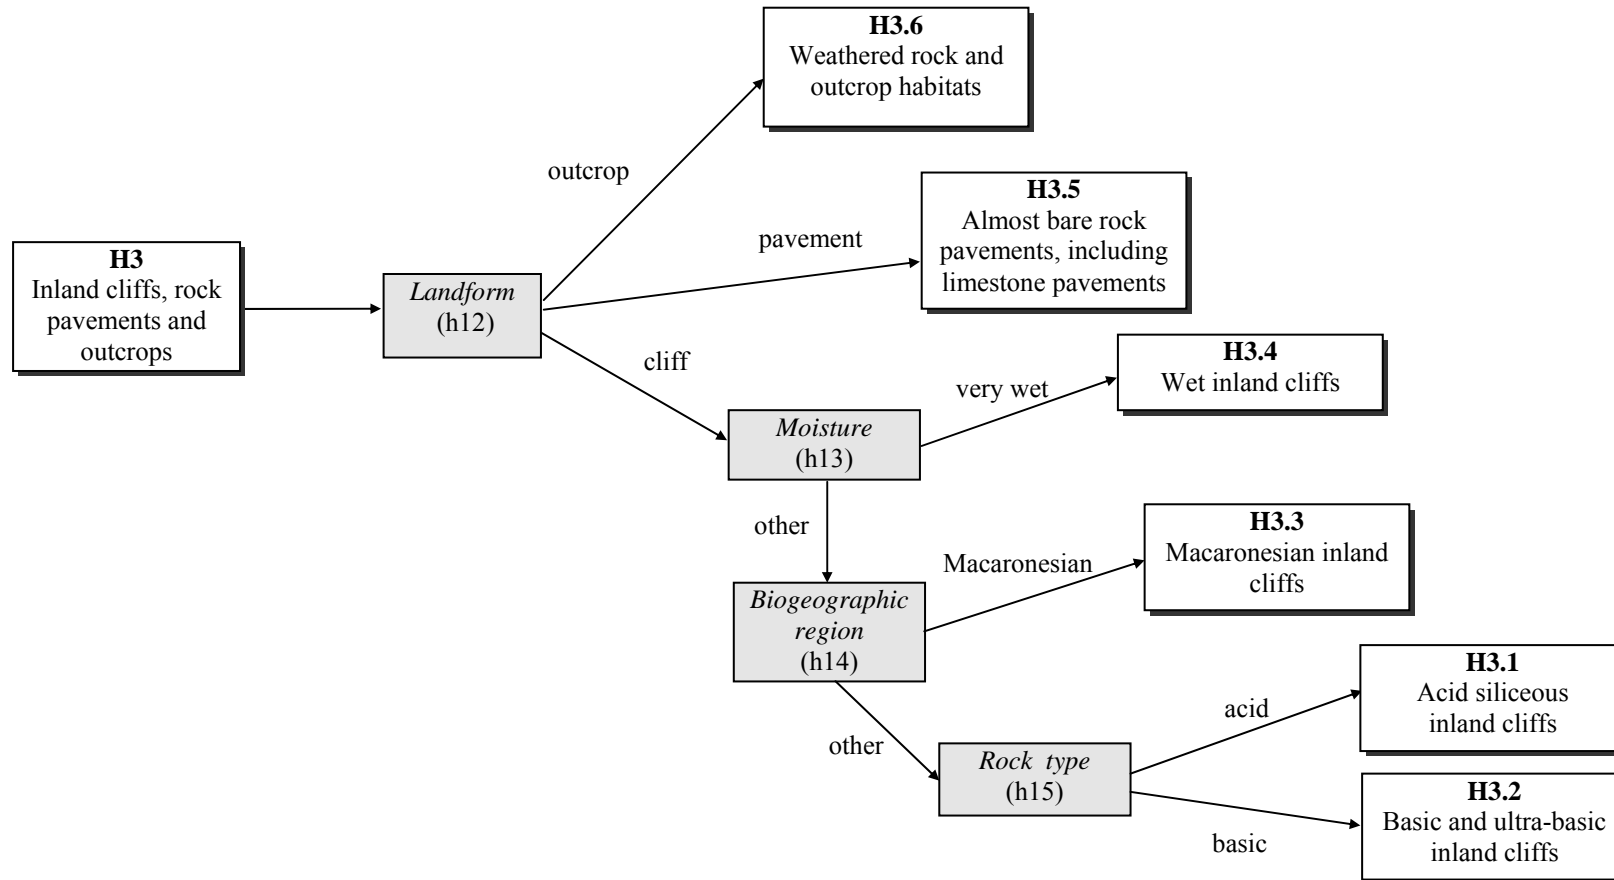 H3.6
Weathered rock and
outcrop habitats
outcrop
H3.5
Almost bare rock
pavements, including
limestone pavements
pavement
H3
Inland cliffs, rock
pavements and
outcrops
Landform
(h12)
cliff
H3.4
Wet inland cliffs
very wet
Moisture
(h13)
other
H3.3
Macaronesian inland
cliffs
Macaronesian
Biogeographic
region
(h14)
H3.1
Acid siliceous
inland cliffs
acid
other
Rock type
(h15)
H3.2
Basic and ultra-basic
inland cliffs
basic